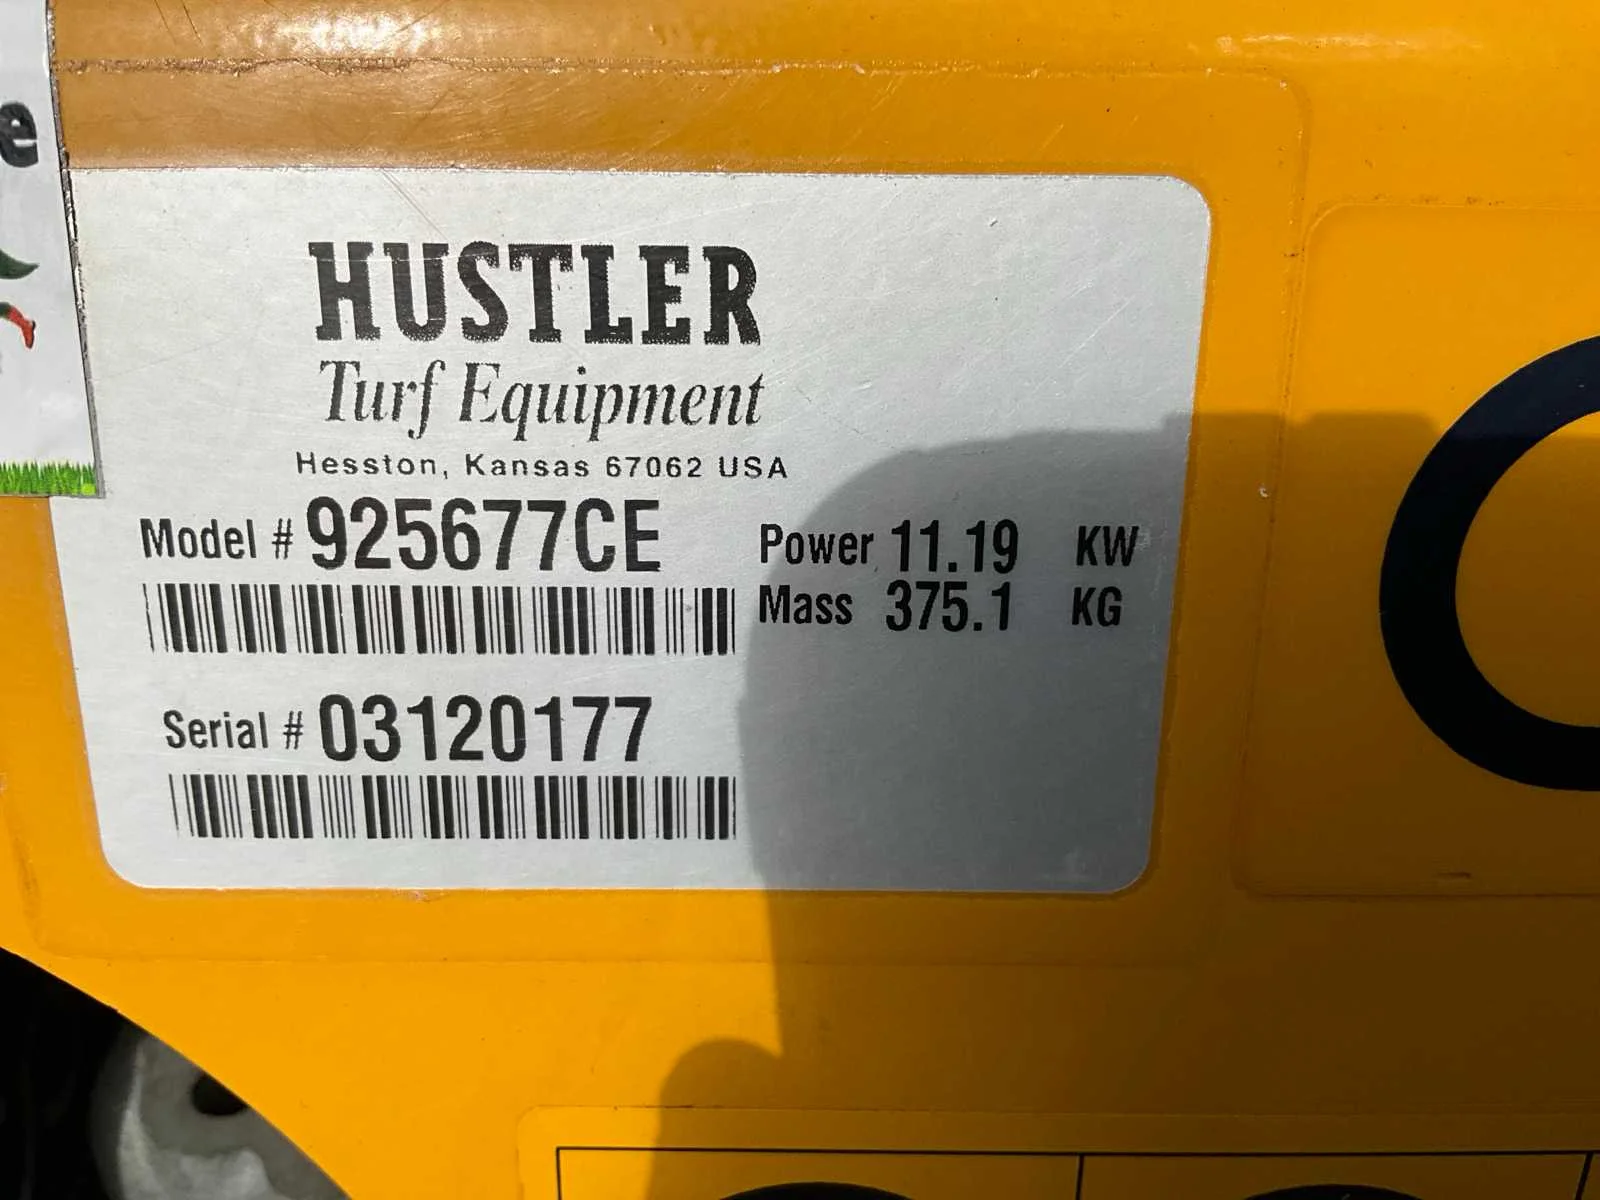 e
HUSTLER
Turf Equipment
Hesston, Kansas 67062 USA
Model # 925677CE
Power 11.19 KW
Mass 375.1 KG
Serial # 03120177